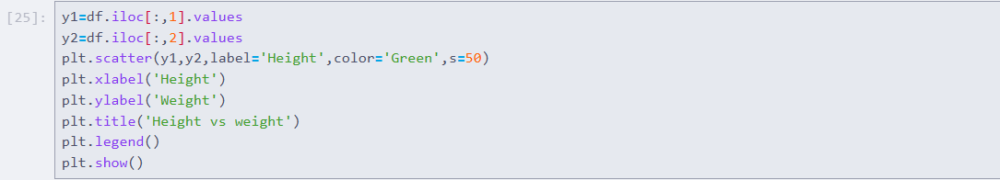 [25]: y1=df.iloc[:,1].values
y2=df.iloc[:,2].values
plt.scatter(y1,y2,label='Height',color='Green',s=50)
plt.xlabel('Height')
plt.ylabel('Weight')
plt.title('Height vs weight')
plt.legend()
plt.show()